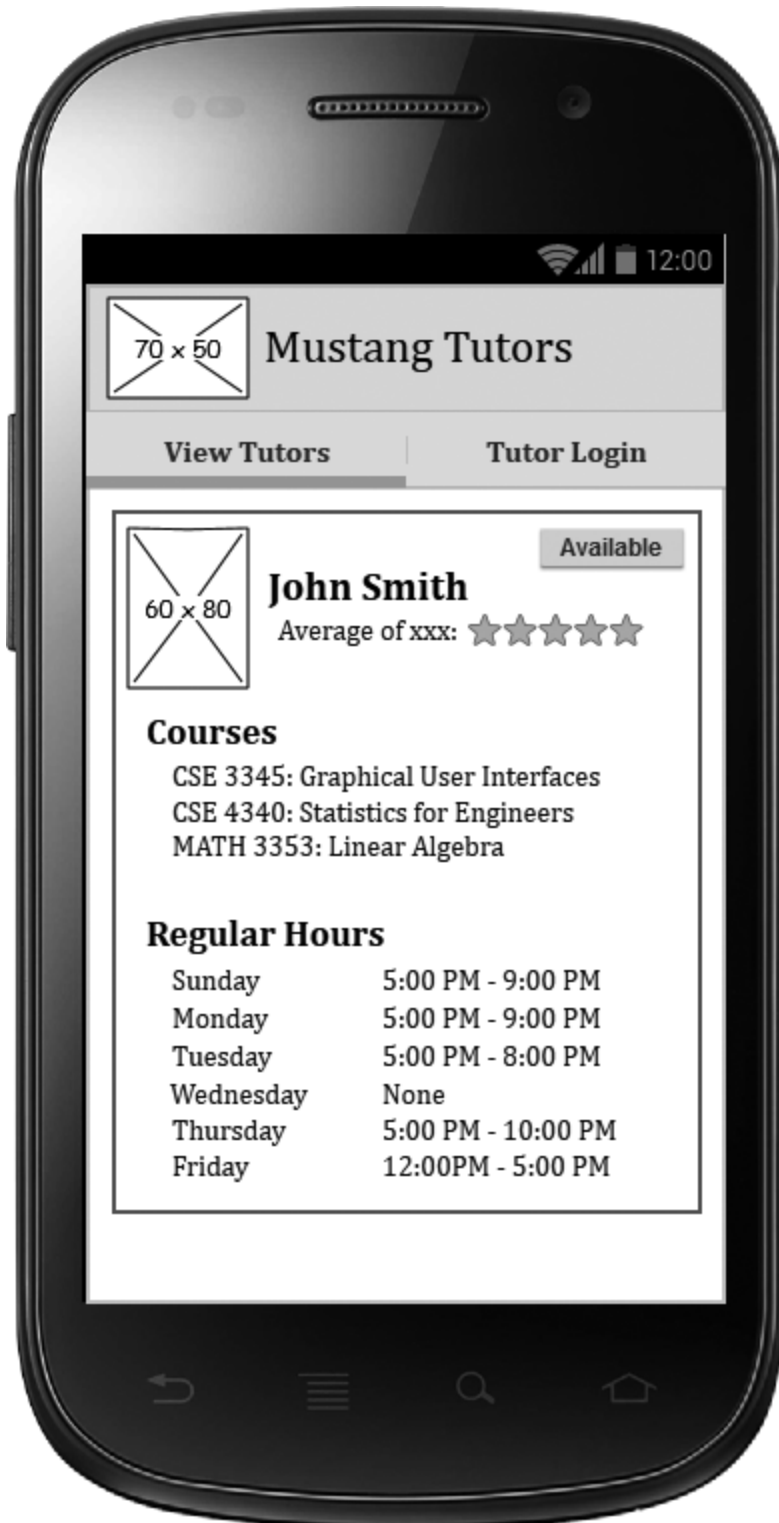 12:00
70 x 50
Mustang Tutors
View Tutors Tutor Login
Available
60 x 80
John Smith
Average of xxx:
Courses
CSE 3345: Graphical User Interfaces
CSE 4340: Statistics for Engineers
MATH 3353: Linear Algebra
Regular Hours
Sunday 5:00 PM - 9:00 PM
Monday 5:00 PM - 9:00 PM
Tuesday 5:00 PM - 8:00 PM
Wednesday None
Thursday 5:00 PM - 10:00 PM
Friday 12:00PM - 5:00 PM